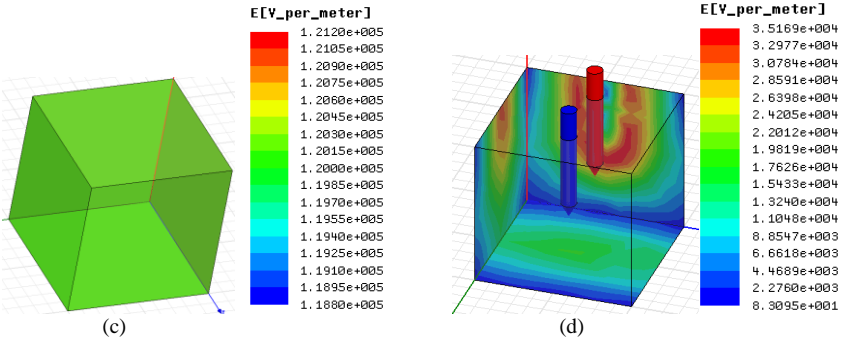 E[V_per_meter]
1.2120e+005
1.2105e+005
1.2090e+005
1.2075e+005
1.2060e+005
1.2045e+005
1.2030e+005
1.2015e+005
1.2000e+005
1.1985e+005
1.1970e+005
1.1955e+005
1.1940e+005
1.1925e+005
1.1910e+005
1.1895e+005
1.1880e+005
(c)
E[V_per_meter]
3.5169e+004
3.2977e+004
3.0784e+004
2.8591e+004
2.6398e+004
2.4205e+004
2.2012e+004
1.9819e+004
1.7626e+004
1.5433e+004
1.3240e+004
1.1048e+004
8.8547e+003
6.6618e+003
4.4689e+003
2.2760e+003
8.3095e+001
(d)